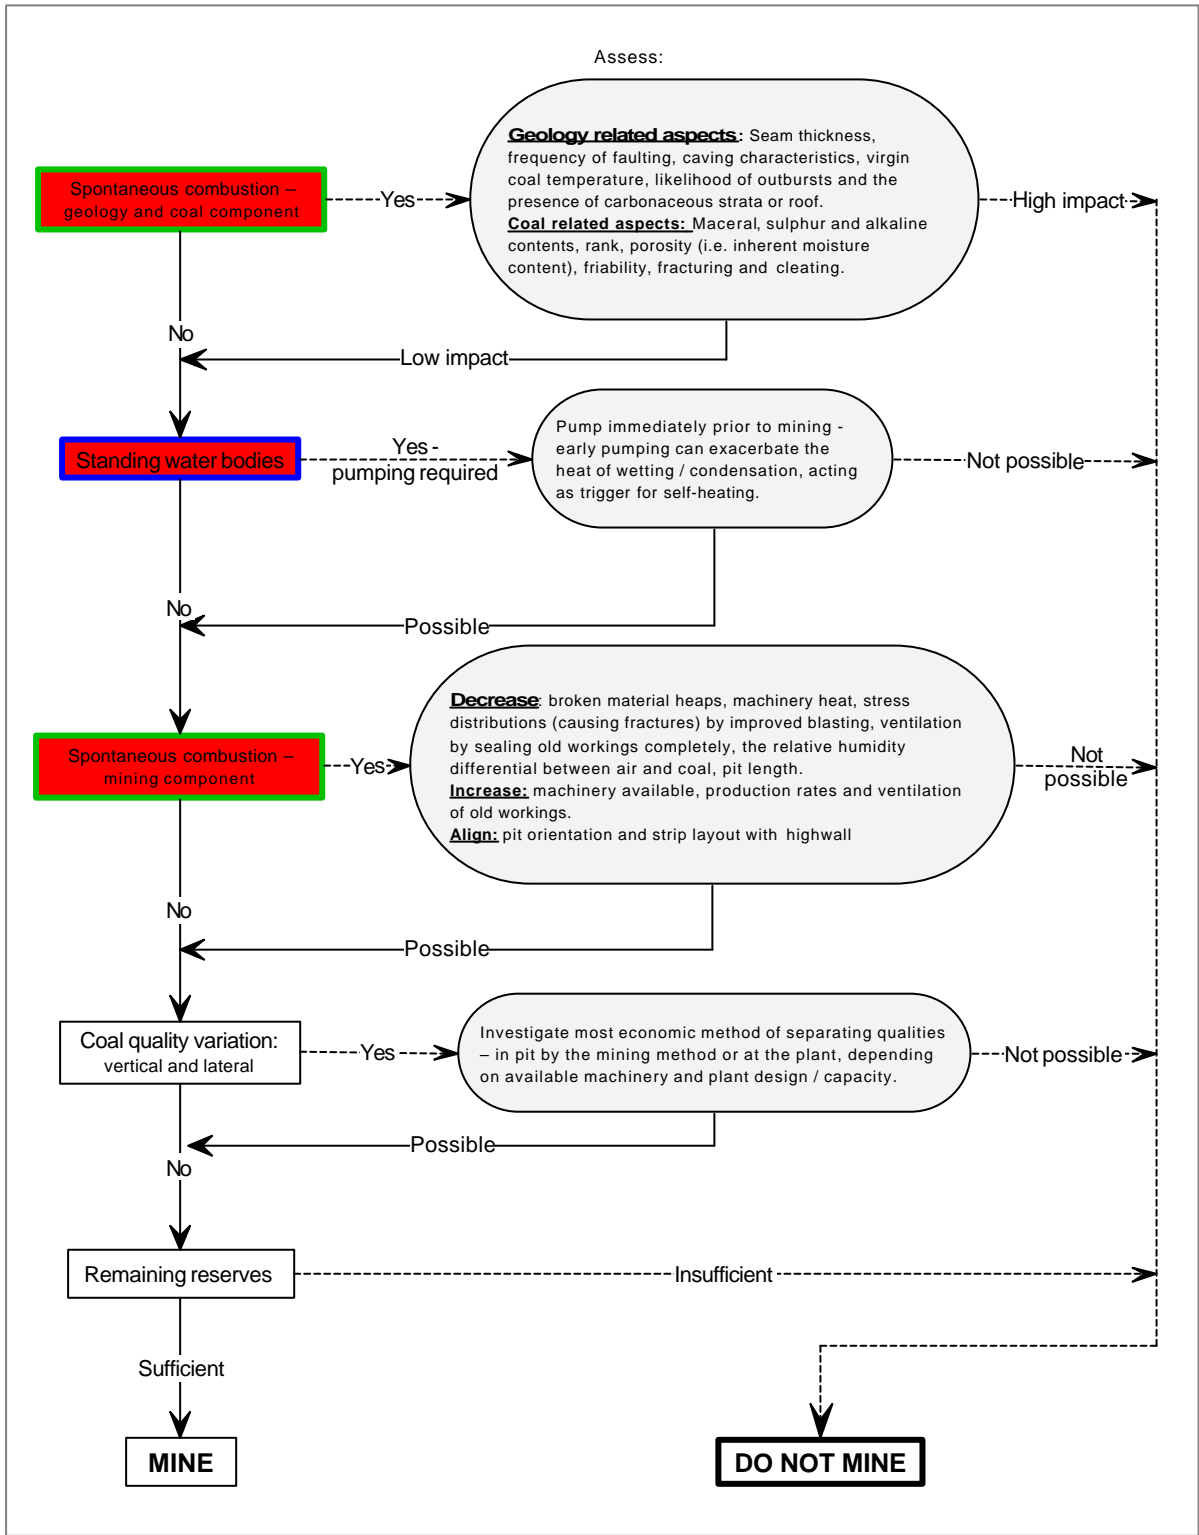 Assess:
Geology related aspects: Seam thickness,
frequency of faulting, caving characteristics, virgin
coal temperature, likelihood of outbursts and the
presence of carbonaceous strata or roof.
Coal related aspects: Maceral, sulphur and alkaline
contents, rank, porosity (i.e. inherent moisture
content), friability, fracturing and cleating.
Spontaneous combustion –
geology and coal component
Yes
High impact
No
Low impact
Standing water bodies
Yes -
pumping required
Pump immediately prior to mining -
early pumping can exacerbate the
heat of wetting / condensation, acting
as trigger for self-heating.
Not possible
No
Possible
Spontaneous combustion –
mining component
Yes
Decrease: broken material heaps, machinery heat, stress
distributions (causing fractures) by improved blasting, ventilation
by sealing old workings completely, the relative humidity
differential between air and coal, pit length.
Increase: machinery available, production rates and ventilation
of old workings.
Align: pit orientation and strip layout with highwall
Not
possible
No
Possible
Coal quality variation:
vertical and lateral
Yes
Investigate most economic method of separating qualities
– in pit by the mining method or at the plant, depending
on available machinery and plant design / capacity.
Not possible
Possible
No
Remaining reserves
Insufficient
Sufficient
MINE
DO NOT MINE